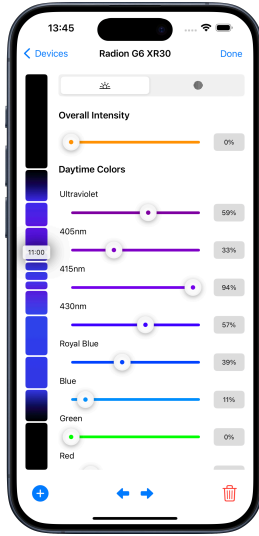 13:45
Devices
Radion G6 XR30
Done
Overall Intensity
0%
Daytime Colors
Ultraviolet
59%
405nm
33%
11:00
415nm
94%
430nm
57%
Royal Blue
39%
Blue
11%
Green
0%
Red